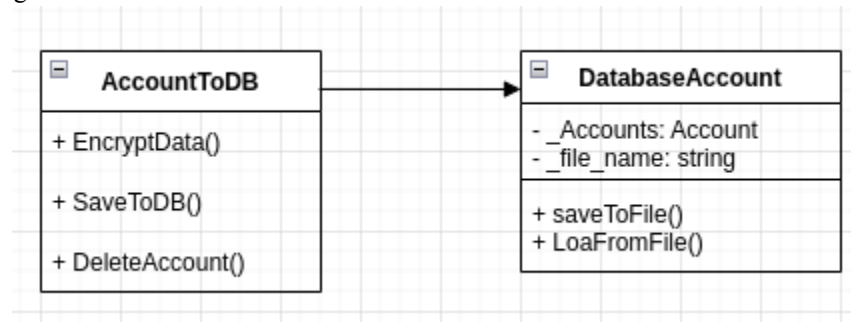 AccountToDB
+ EncryptData()
+ SaveToDB()
+ DeleteAccount()
DatabaseAccount
- _Accounts: Account
- _file_name: string
+ saveToFile()
+ LoaFromFile()